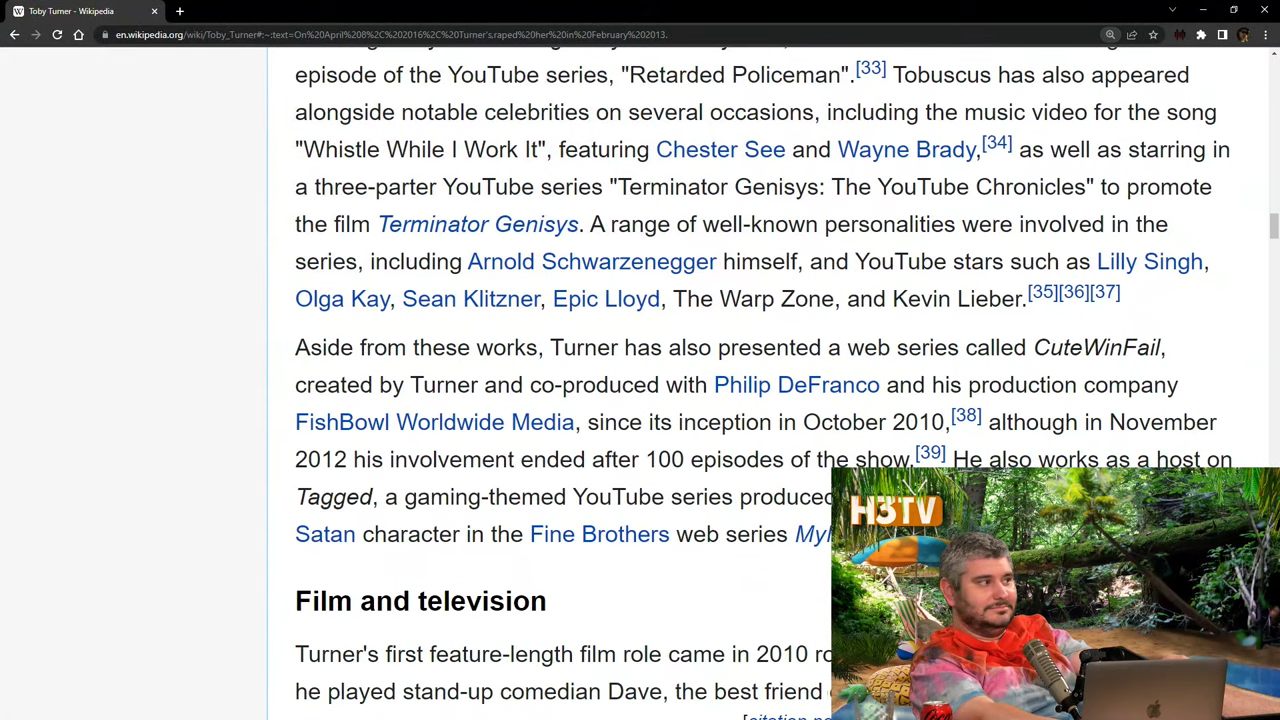 Toby Turner - Wikipedia
en.wikipedia.org/wiki/Toby_Turner#:~:text=On%20April%208%2C%202016%2C%20Turner's,raped%20her%20in%20February%202013.
episode of the YouTube series, "Retarded Policeman".[33] Tobuscus has also appeared
alongside notable celebrities on several occasions, including the music video for the song
"Whistle While I Work It", featuring Chester See and Wayne Brady,[34] as well as starring in
a three-parter YouTube series "Terminator Genisys: The YouTube Chronicles" to promote
the film Terminator Genisys. A range of well-known personalities were involved in the
series, including Arnold Schwarzenegger himself, and YouTube stars such as Lilly Singh,
Olga Kay, Sean Klitzner, Epic Lloyd, The Warp Zone, and Kevin Lieber.[35][36][37]
Aside from these works, Turner has also presented a web series called CuteWinFail,
created by Turner and co-produced with Philip DeFranco and his production company
FishBowl Worldwide Media, since its inception in October 2010,[38] although in November
2012 his involvement ended after 100 episodes of the show.[39] He also works as a host on
Tagged, a gaming-themed YouTube series produced
Satan character in the Fine Brothers web series
H3TV
Film and television
Turner's first feature-length film role came in 2010
he played stand-up comedian Dave, the best friend